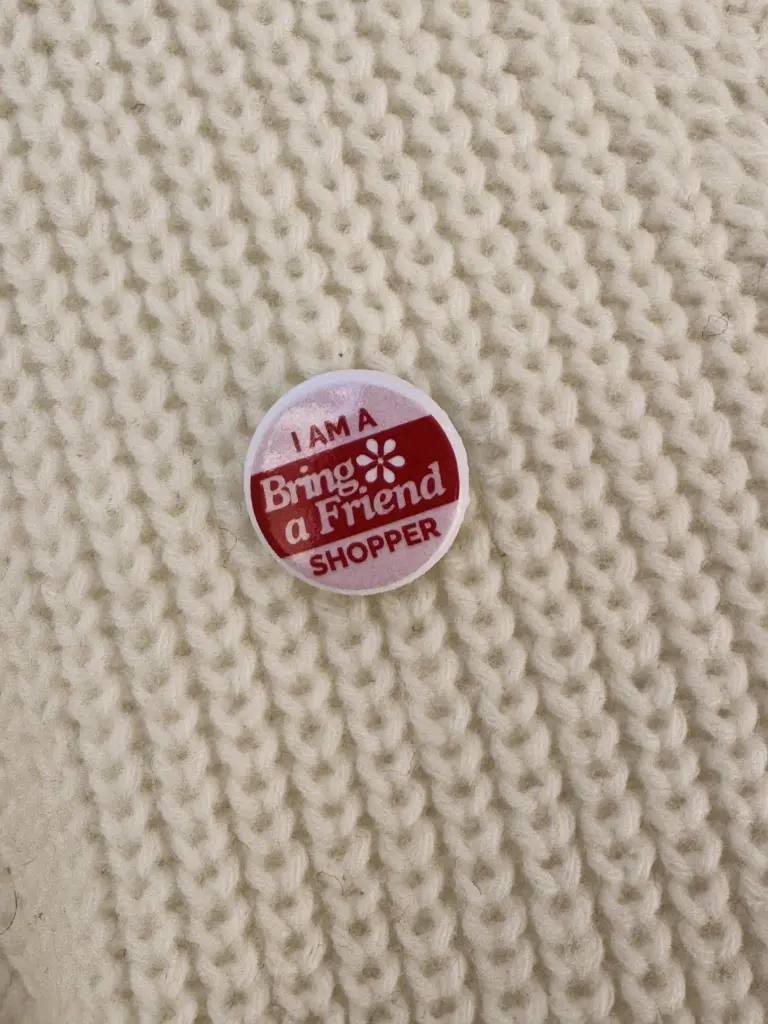 I AM A
Bring
a Friend
SHOPPER